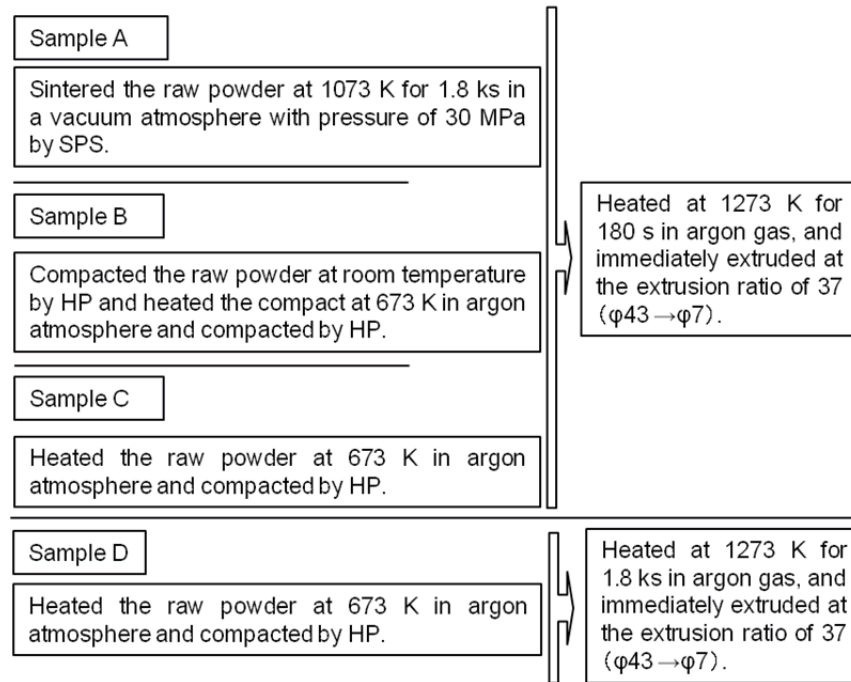 Sample A
Sintered the raw powder at 1073 K for 1.8 ks in
a vacuum atmosphere with pressure of 30 MPa
by SPS.
Sample B
Compacted the raw powder at room temperature
by HP and heated the compact at 673 K in argon
atmosphere and compacted by HP.
Sample C
Heated the raw powder at 673 K in argon
atmosphere and compacted by HP.
Heated at 1273 K for
180 s in argon gas, and
immediately extruded at
the extrusion ratio of 37
(φ43→φ7).
Sample D
Heated the raw powder at 673 K in argon
atmosphere and compacted by HP.
Heated at 1273 K for
1.8 ks in argon gas, and
immediately extruded at
the extrusion ratio of 37
(φ43→φ7).